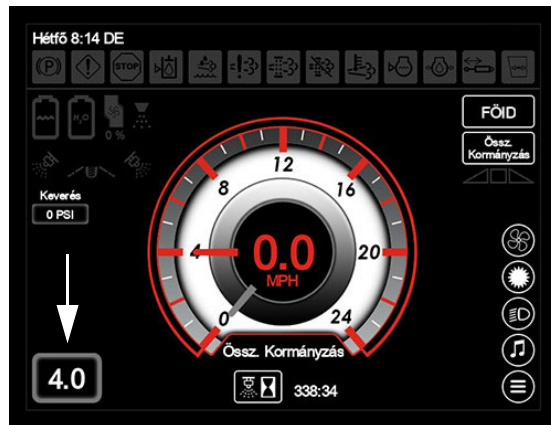 Hétfő 8:14 DE
(P)
STOP
H₂O
0 %
FÖID
Össz.
Kormányzás
Keverés
0 PSI
12
8
16
4
20
0
24
0.0
MPH
Össz. Kormányzás
4.0
338:34